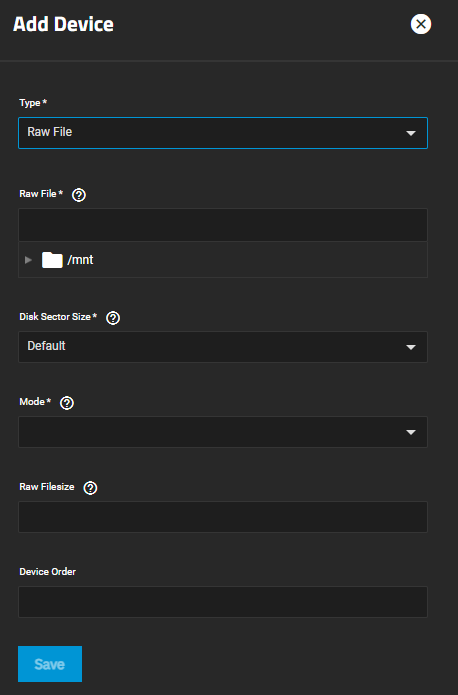 Add Device
Type *
Raw File
Raw File *
/mnt
Disk Sector Size *
Default
Mode *
Raw Filesize
Device Order
Save